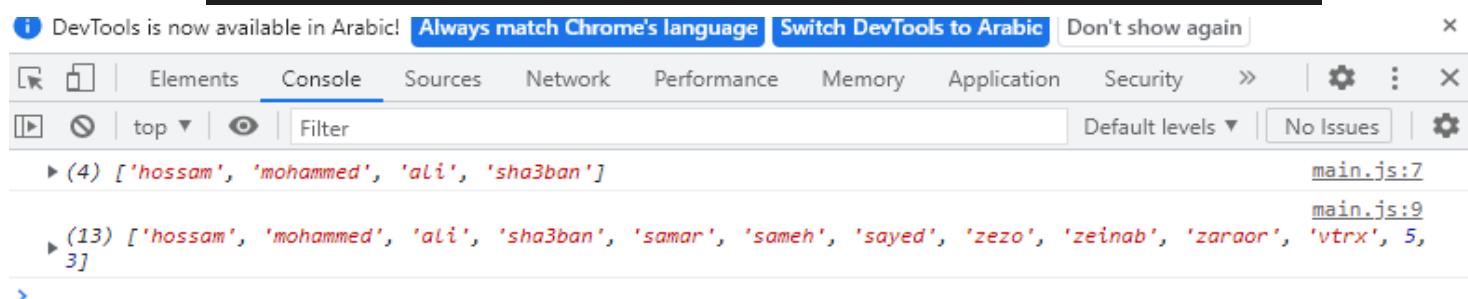 DevTools is now available in Arabic! Always match Chrome's language Switch DevTools to Arabic Don't show again
Elements Console Sources Network Performance Memory Application Security
top Filter Default levels No Issues
(4) ['hossam', 'mohammed', 'ali', 'sha3ban'] main.js:7
main.js:9
(13) ['hossam', 'mohammed', 'ali', 'sha3ban', 'samar', 'sameh', 'sayed', 'zezo', 'zeinab', 'zaraor', 'vtrx', 5,
3]